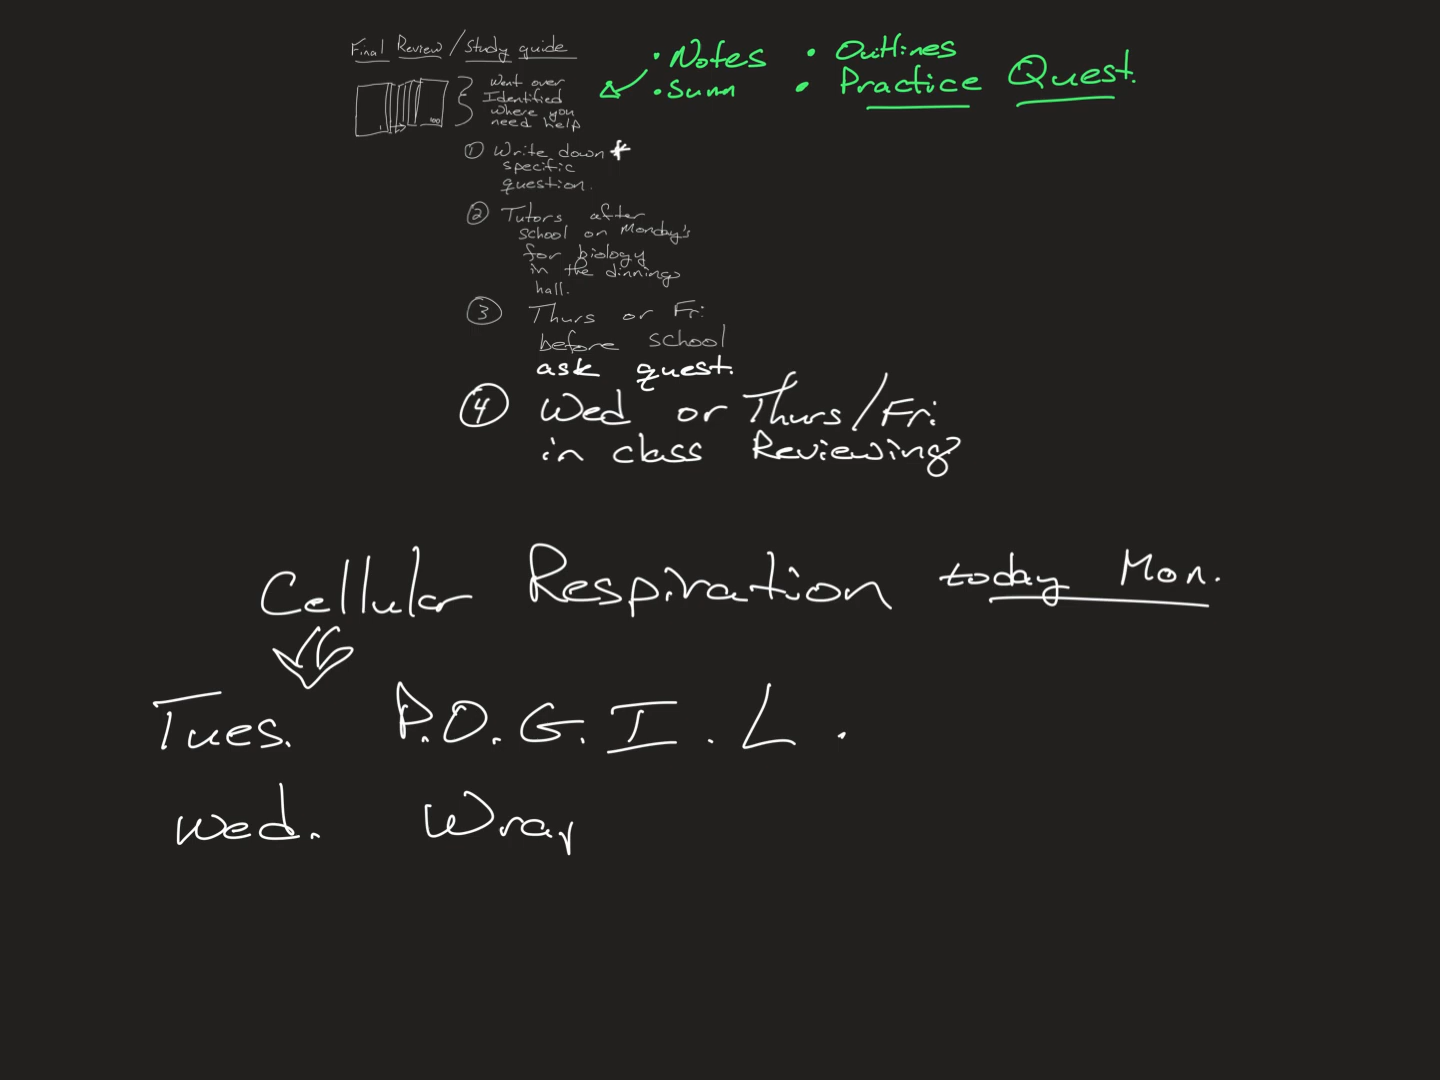 Final Review / Study guide
• Notes • Outlines
• Summ • Practice Quest.
Went over
Identified
where you
need help
① Write down *
specific
question.
② Tutors after
school on Monday's
for biology
in the dinning
hall.
③ Thurs or Fri
before school
ask quest.
④ Wed or Thurs/Fri
in class Reviewing
Cellular Respiration today Mon.
Tues. P.O.G.I.L.
Wed. Wrap